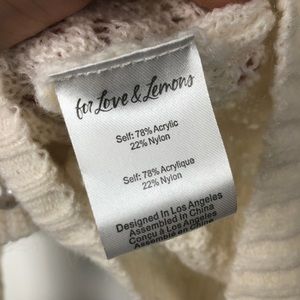 for Love & Lemons
Self: 78% Acrylic
22% Nylon
Self: 78% Acrylique
22% Nylon
Designed In Los Angeles
Assembled In China
Concu à Los Angeles
Assemblé en Chine